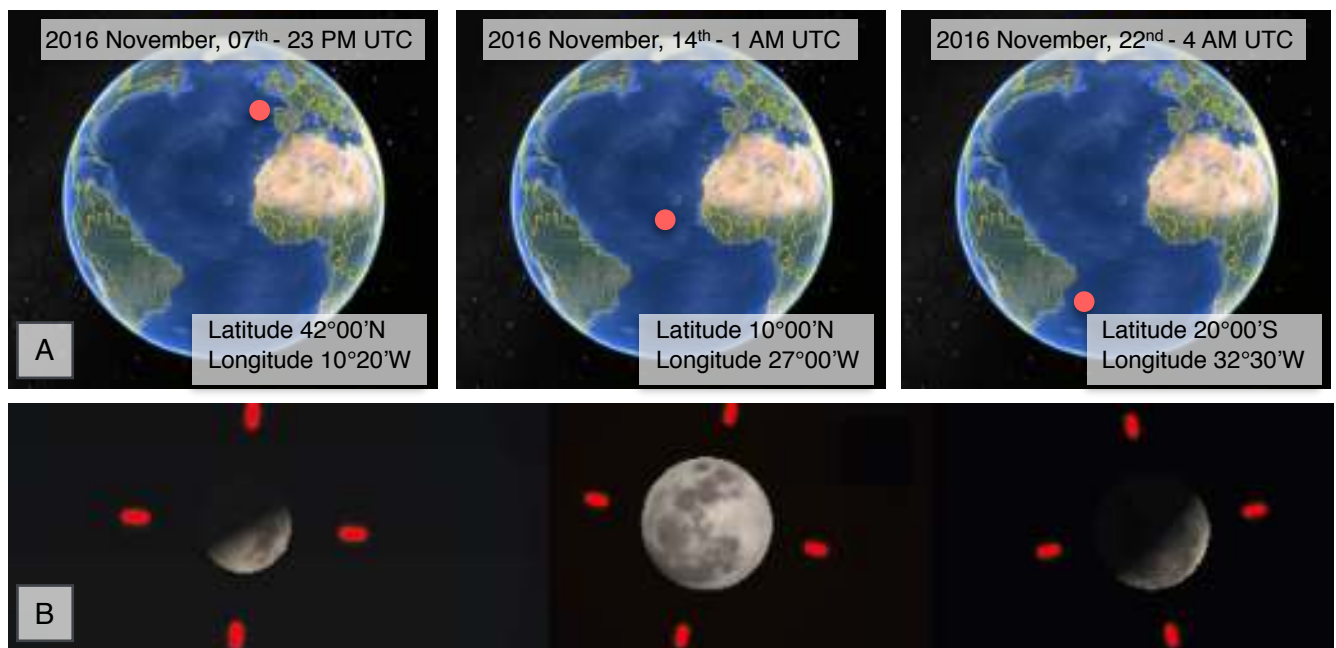 2016 November, 07th - 23 PM UTC
2016 November, 14th - 1 AM UTC
2016 November, 22nd - 4 AM UTC
Latitude 42°00'N
Longitude 10°20'W
Latitude 10°00'N
Longitude 27°00'W
Latitude 20°00'S
Longitude 32°30'W
A
B